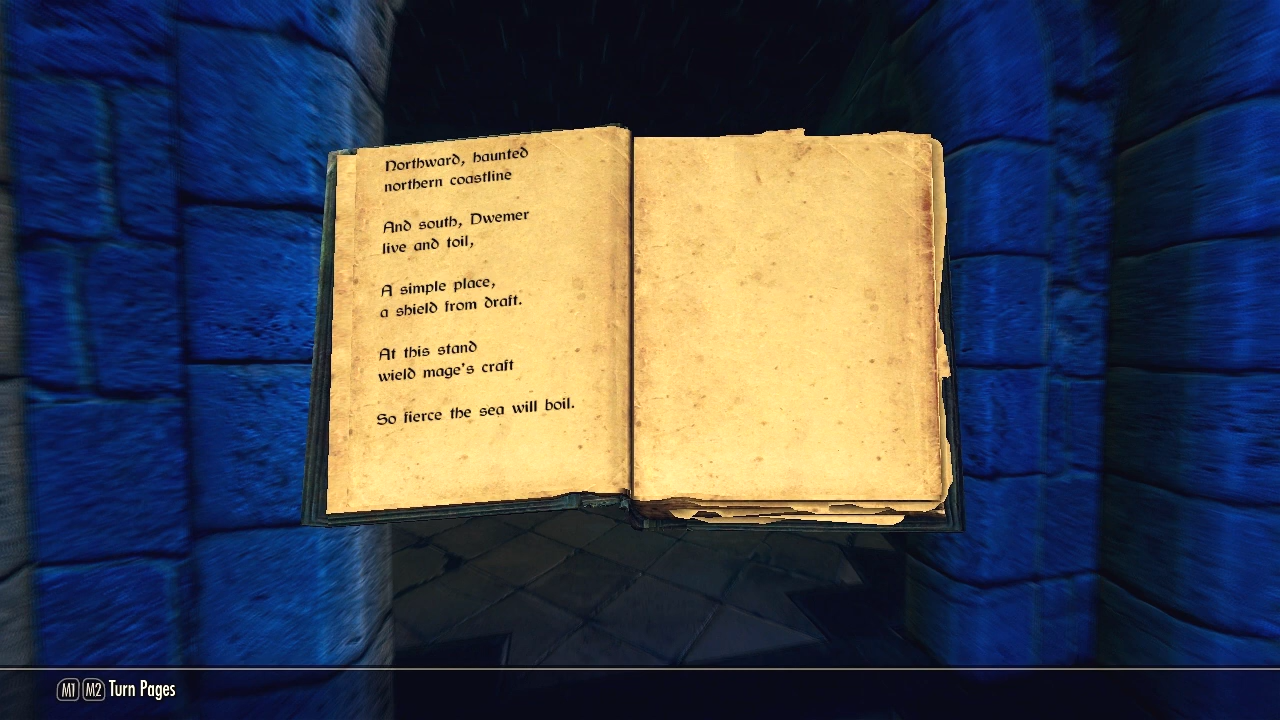 Northward, haunted
northern coastline
And south, Dwemer
live and toil,
A simple place,
a shield from draft.
At this stand
wield mage's craft
So fierce the sea will boil.
M1 M2 Turn Pages